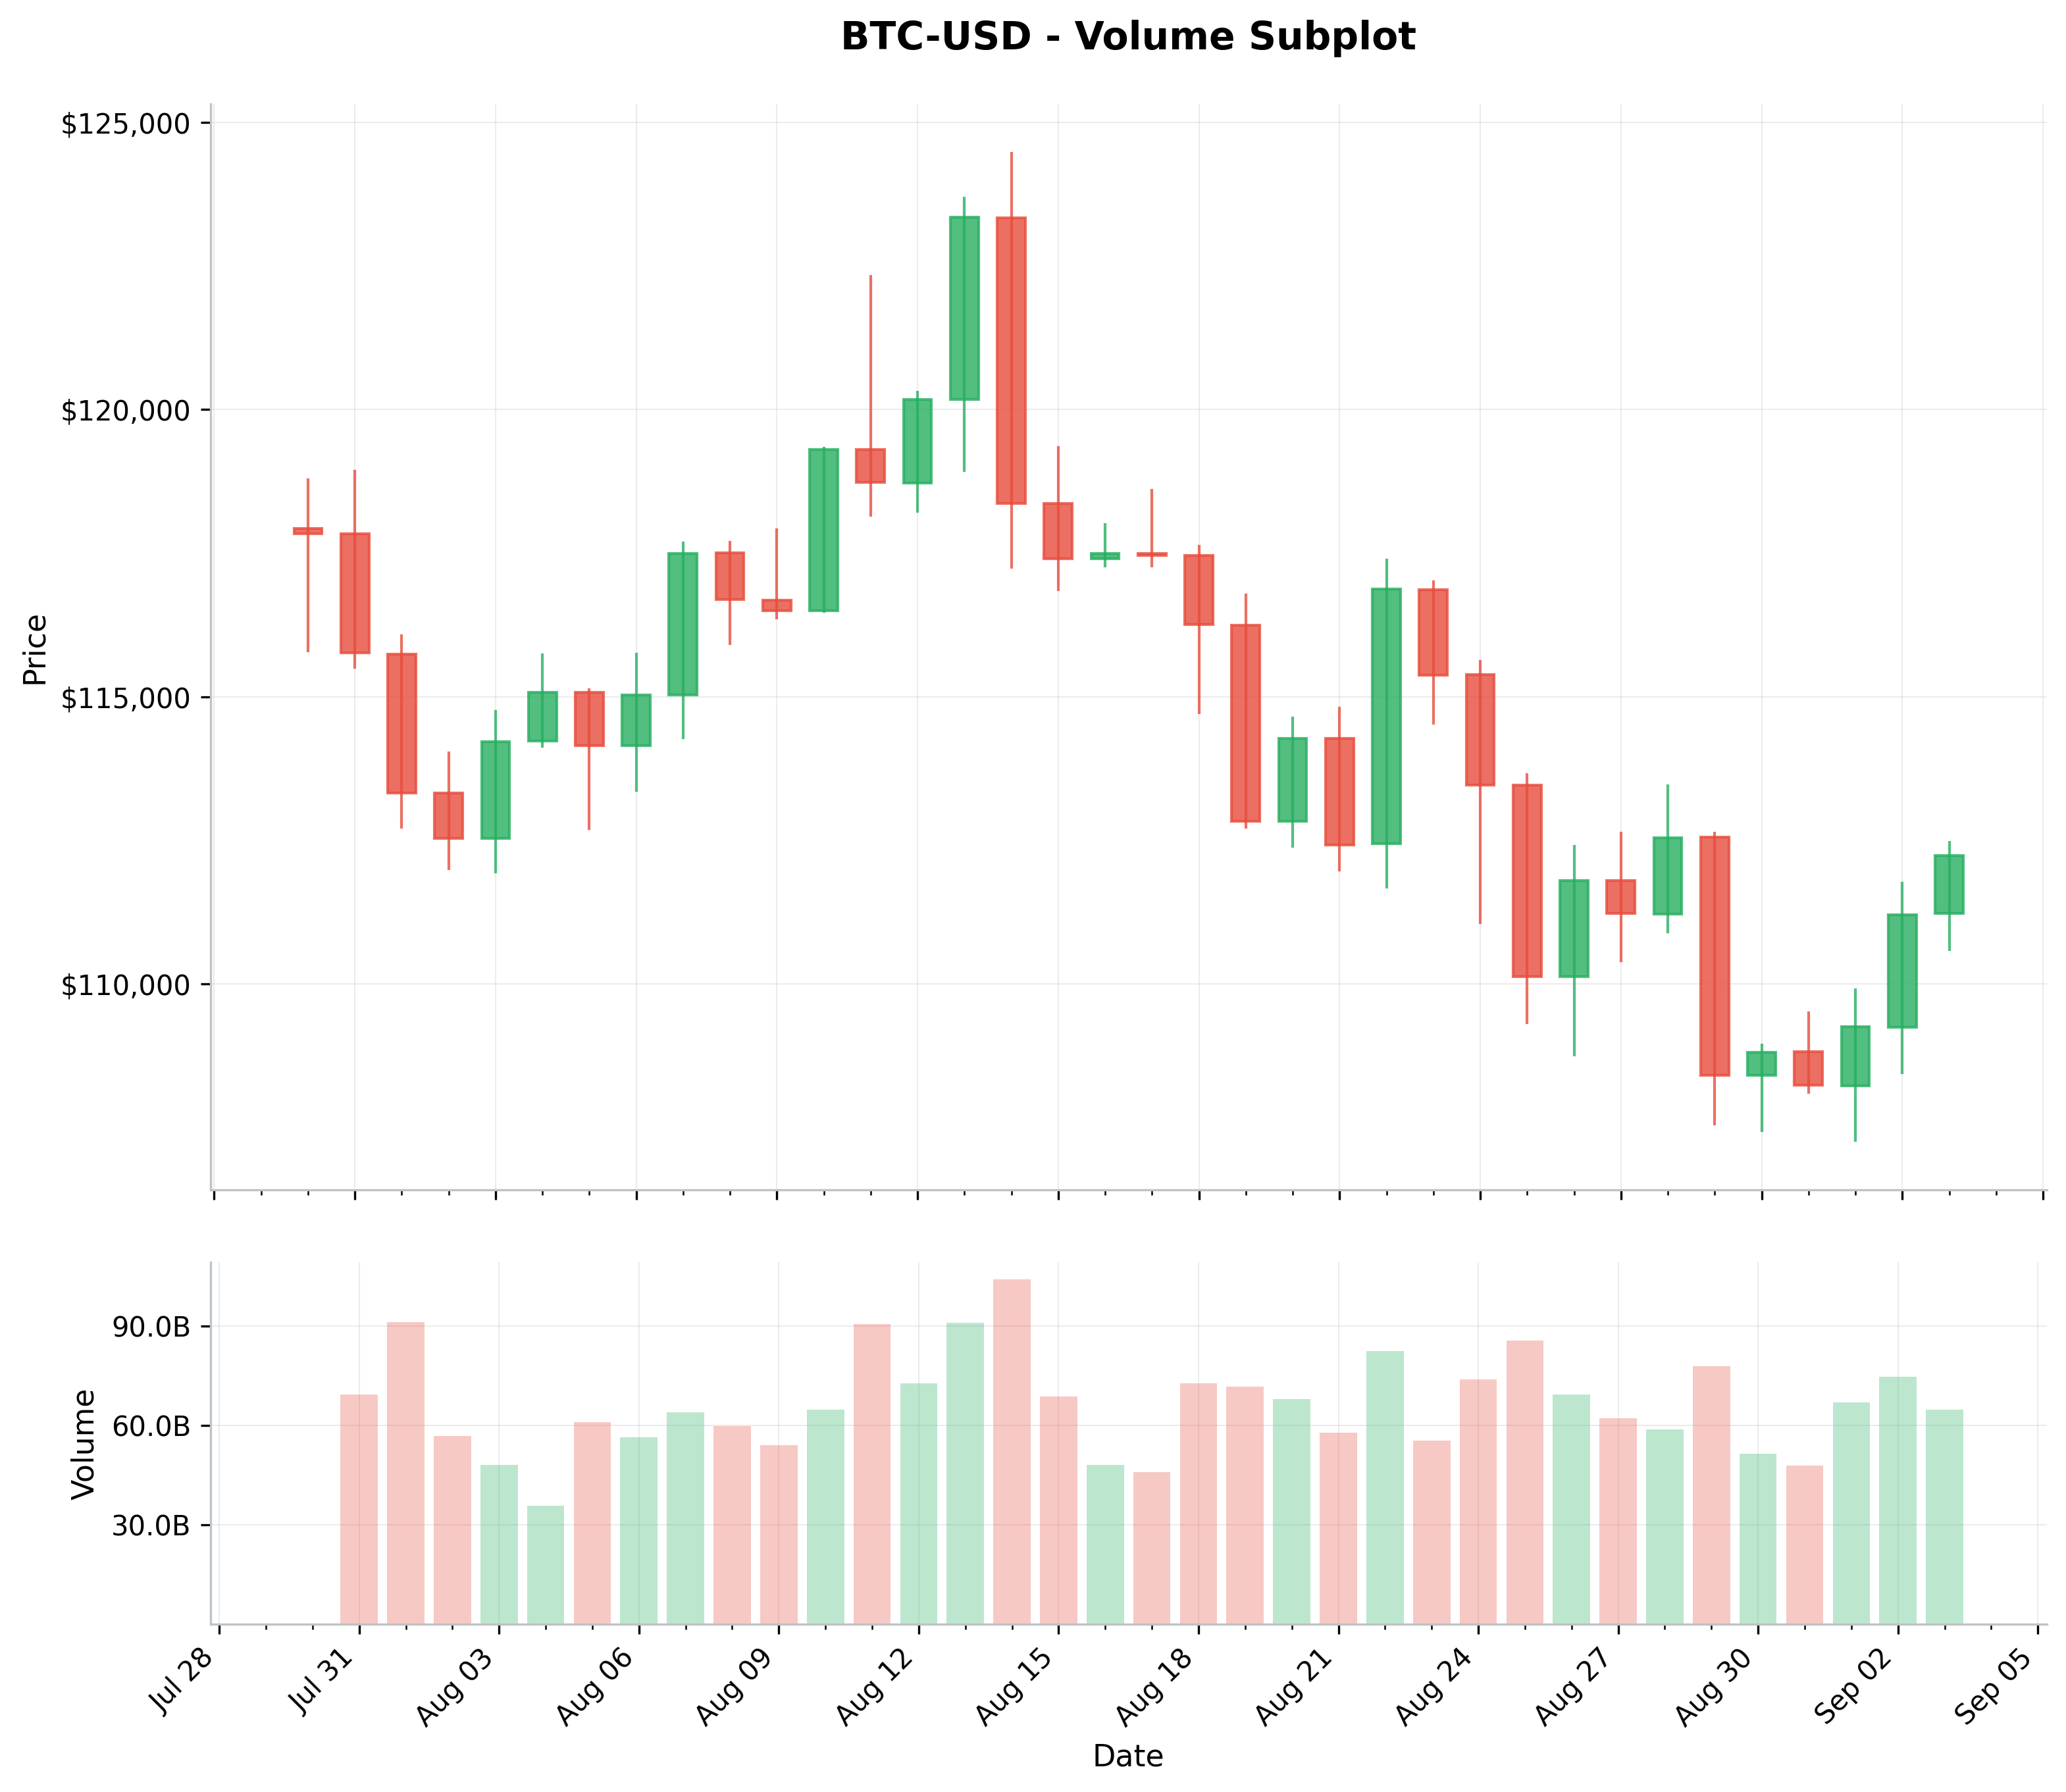 BTC-USD - Volume Subplot
$125,000
$120,000
$115,000
$110,000
Price
90.0B
60.0B
30.0B
Volume
Jul 28
Jul 31
Aug 03
Aug 06
Aug 09
Aug 12
Aug 15
Aug 18
Aug 21
Aug 24
Aug 27
Aug 30
Sep 02
Sep 05
Date